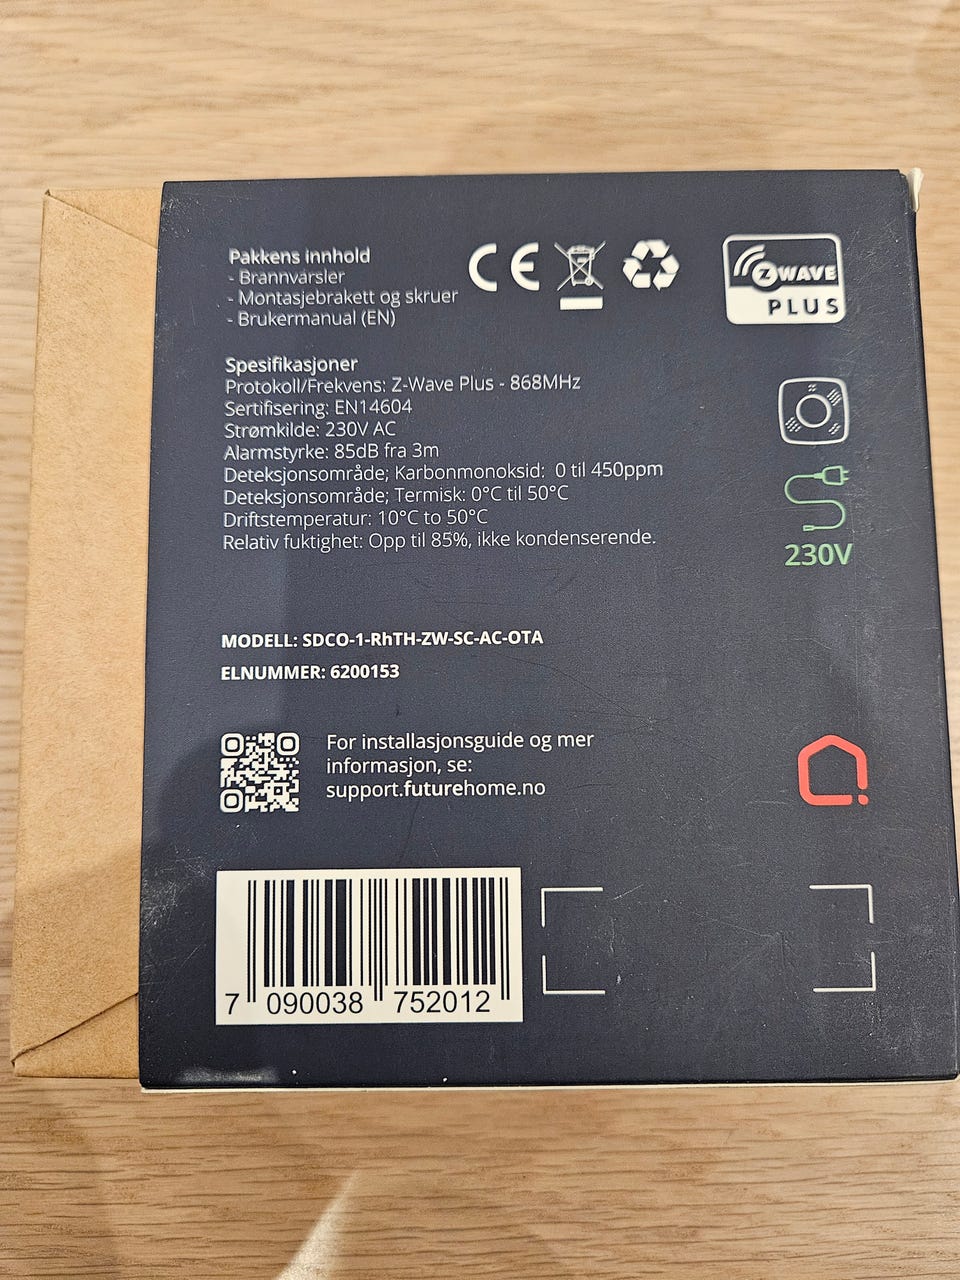 Pakkens innhold
- Brannvarsler
- Montasjebrakett og skruer
- Brukermanual (EN)
CE
Z WAVE
PLUS
Spesifikasjoner
Protokoll/Frekvens: Z-Wave Plus - 868MHz
Sertifisering: EN14604
Strømkilde: 230V AC
Alarmstyrke: 85dB fra 3m
Deteksjonsområde; Karbonmonoksid: 0 til 450ppm
Deteksjonsområde; Termisk: 0°C til 50°C
Driftstemperatur: 10°C to 50°C
Relativ fuktighet: Opp til 85%, ikke kondenserende.
230V
MODELL: SDCO-1-RhTH-ZW-SC-AC-OTA
ELNUMMER: 6200153
For installasjonsguide og mer
informasjon, se:
support.futurehome.no
7 090038 752012